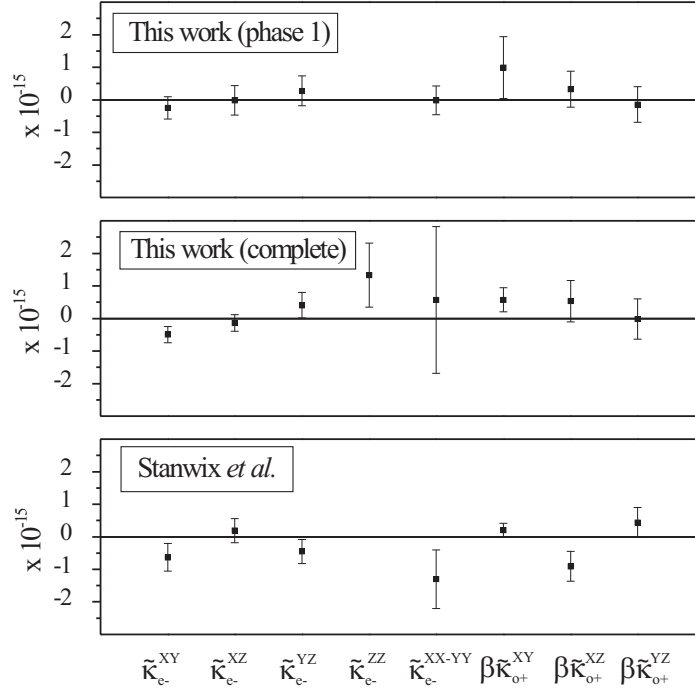 This work (phase 1)
x 10⁻¹⁵
2
1
0
-1
-2
This work (complete)
x 10⁻¹⁵
2
1
0
-1
-2
Stanwix et al.
x 10⁻¹⁵
2
1
0
-1
-2
κ̃e-^XY κ̃e-^XZ κ̃e-^YZ κ̃e-^ZZ κ̃e-^XX-YY βκ̃o+^XY βκ̃o+^XZ βκ̃o+^YZ